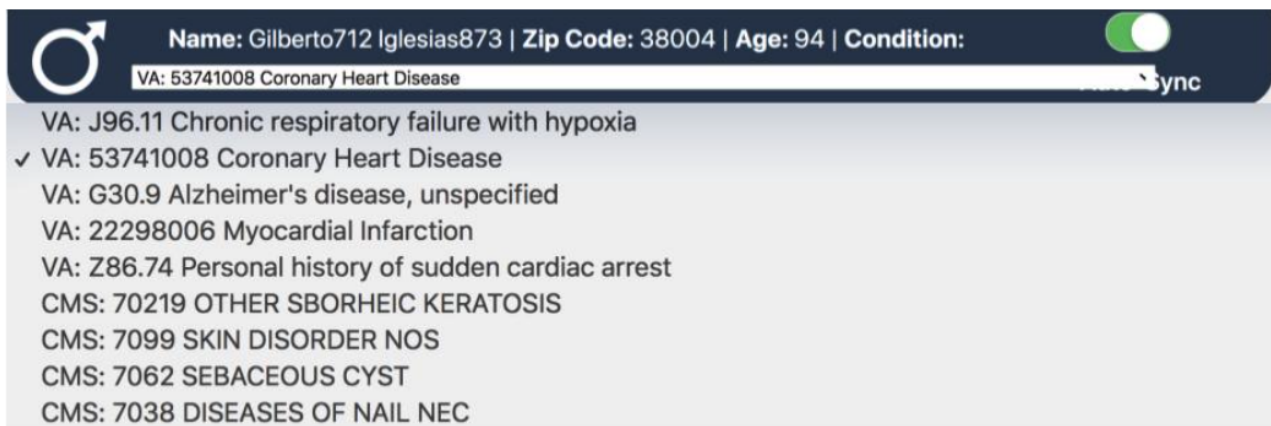 Name: Gilberto712 Iglesias873 | Zip Code: 38004 | Age: 94 | Condition:
VA: 53741008 Coronary Heart Disease
Sync
VA: J96.11 Chronic respiratory failure with hypoxia
✓ VA: 53741008 Coronary Heart Disease
VA: G30.9 Alzheimer's disease, unspecified
VA: 22298006 Myocardial Infarction
VA: Z86.74 Personal history of sudden cardiac arrest
CMS: 70219 OTHER SBORHEIC KERATOSIS
CMS: 7099 SKIN DISORDER NOS
CMS: 7062 SEBACEOUS CYST
CMS: 7038 DISEASES OF NAIL NEC